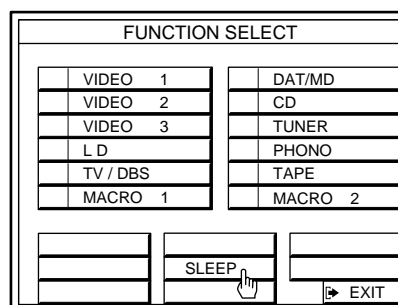 FUNCTION SELECT
VIDEO 1
VIDEO 2
VIDEO 3
L D
TV / DBS
MACRO 1
DAT/MD
CD
TUNER
PHONO
TAPE
MACRO 2
SLEEP
EXIT